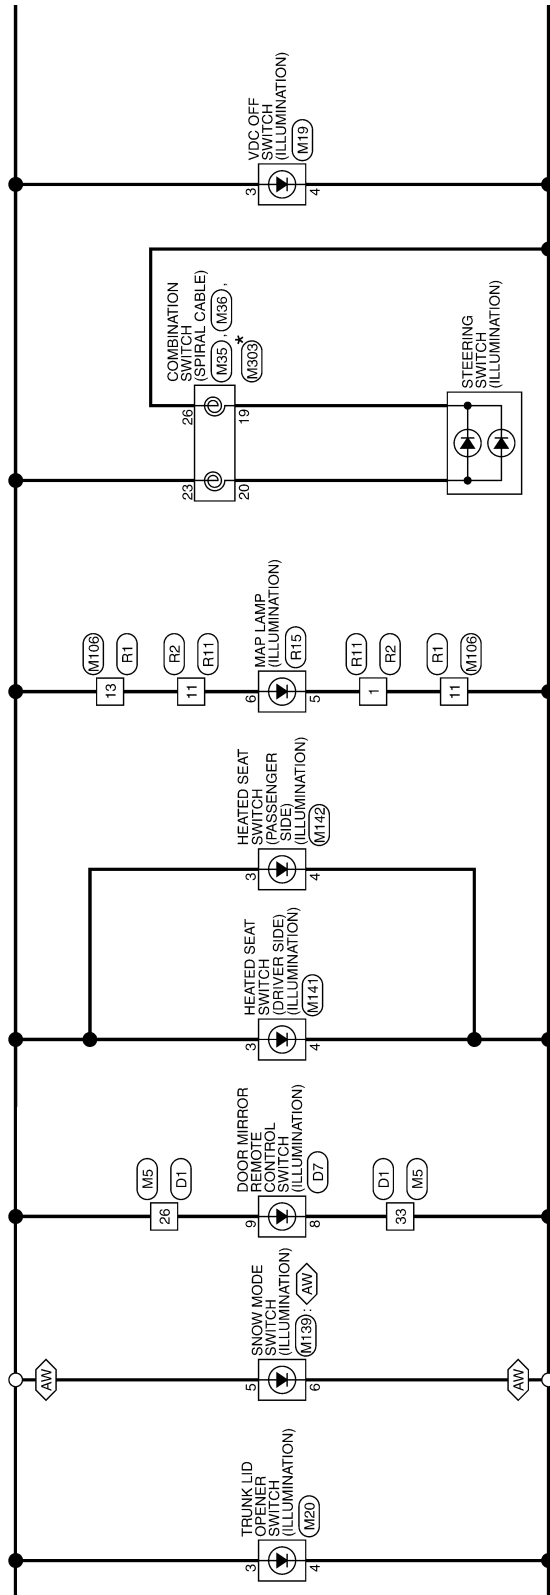 TRUNK LID
OPENER
SWITCH
(ILLUMINATION)
M20
3
4
AW
SNOW MODE
SWITCH
(ILLUMINATION)
M139 : AW
5
6
AW
M5
D1
26
DOOR MIRROR
REMOTE
CONTROL
SWITCH
(ILLUMINATION)
D7
9
8
D1
M5
33
HEATED SEAT
SWITCH
(DRIVER SIDE)
(ILLUMINATION)
M141
3
4
HEATED SEAT
SWITCH
(PASSENGER
SIDE)
(ILLUMINATION)
M142
3
4
M106
R1
13
R2
R11
11
MAP LAMP
(ILLUMINATION)
R15
6
5
R11
R2
1
R1
M106
11
COMBINATION
SWITCH
(SPIRAL CABLE)
M35 , M36 ,
M303 *
23
26
20
19
STEERING
SWITCH
(ILLUMINATION)
VDC OFF
SWITCH
(ILLUMINATION)
M19
3
4